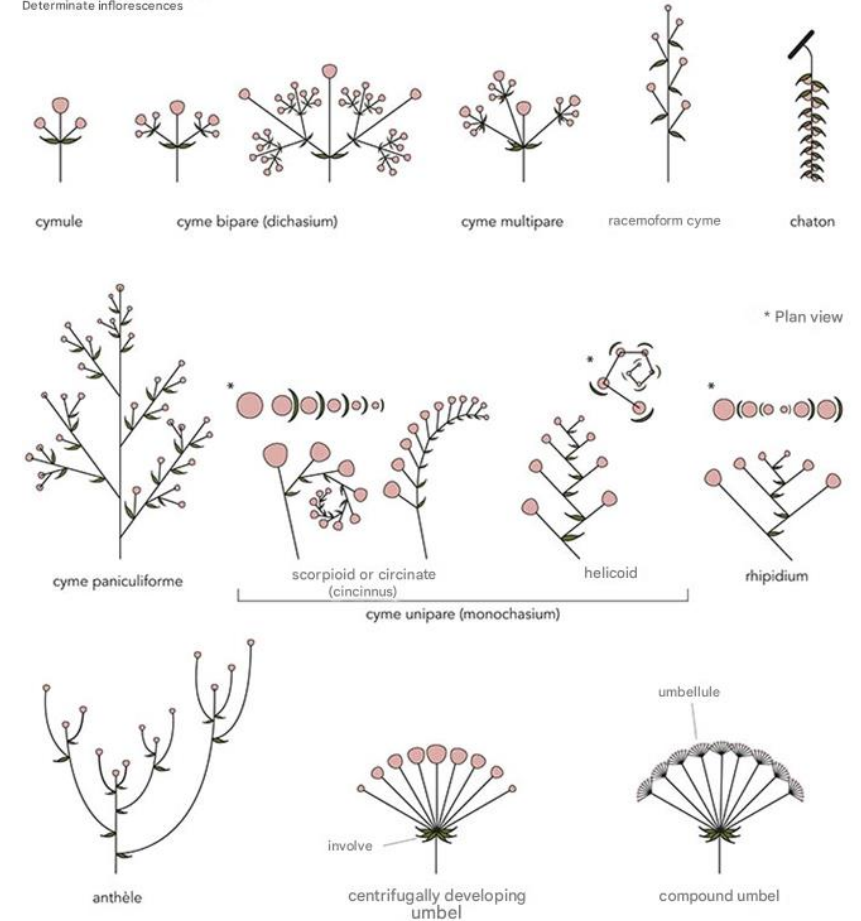 Determinate inflorescences
cymule
cyme bipare (dichasium)
cyme multipare
racemoform cyme
chaton
* Plan view
*
*
*
cyme paniculiforme
scorpioid or circinate
(cincinnus)
helicoid
rhipidium
cyme unipare (monochasium)
umbellule
involve
anthèle
centrifugally developing
umbel
compound umbel